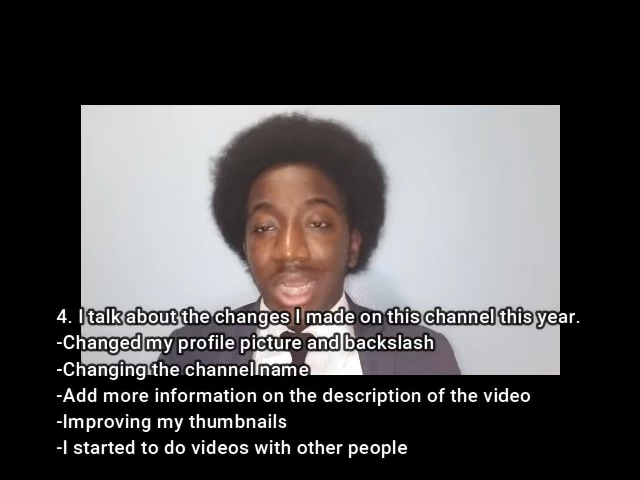 4. I talk about the changes I made on this channel this year.
-Changed my profile picture and backslash
-Changing the channel name
-Add more information on the description of the video
-Improving my thumbnails
-I started to do videos with other people